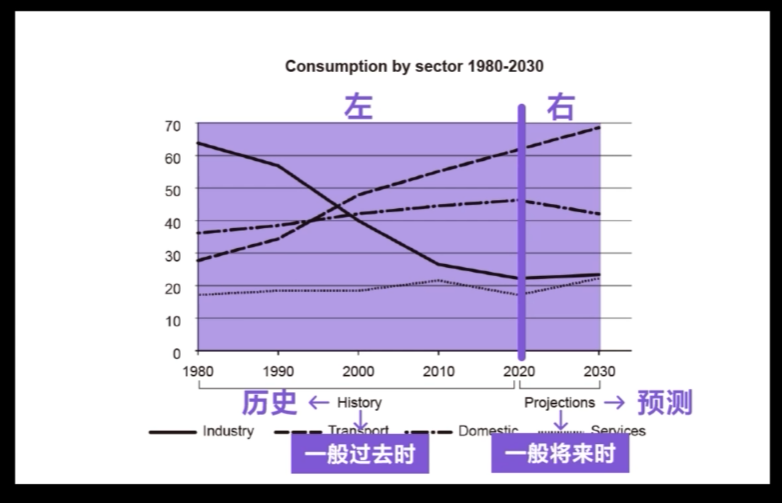 Consumption by sector 1980-2030
左 右
70
60
50
40
30
20
10
0
1980 1990 2000 2010 2020 2030
历史 ← History Projections → 预测
Industry Transport Domestic Services
一般过去时 一般将来时